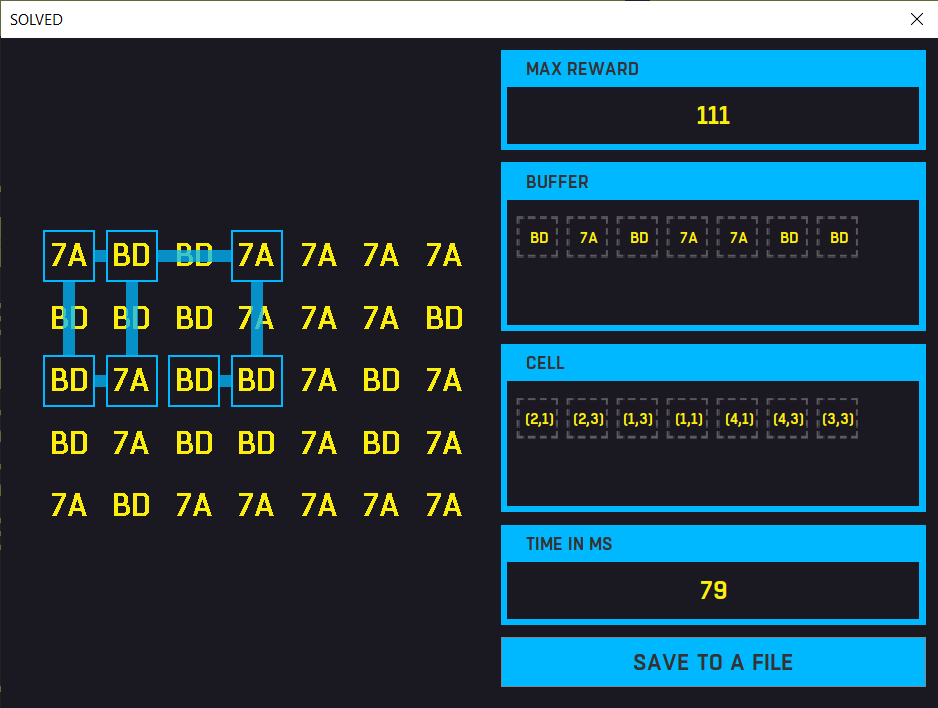 SOLVED
7A BD BD 7A 7A 7A 7A
BD BD BD 7A 7A 7A BD
BD 7A BD BD 7A BD 7A
BD 7A BD BD 7A BD 7A
7A BD 7A 7A 7A 7A 7A
MAX REWARD
111
BUFFER
BD 7A BD 7A 7A BD BD
CELL
(2,1) (2,3) (1,3) (1,1) (4,1) (4,3) (3,3)
TIME IN MS
79
SAVE TO A FILE